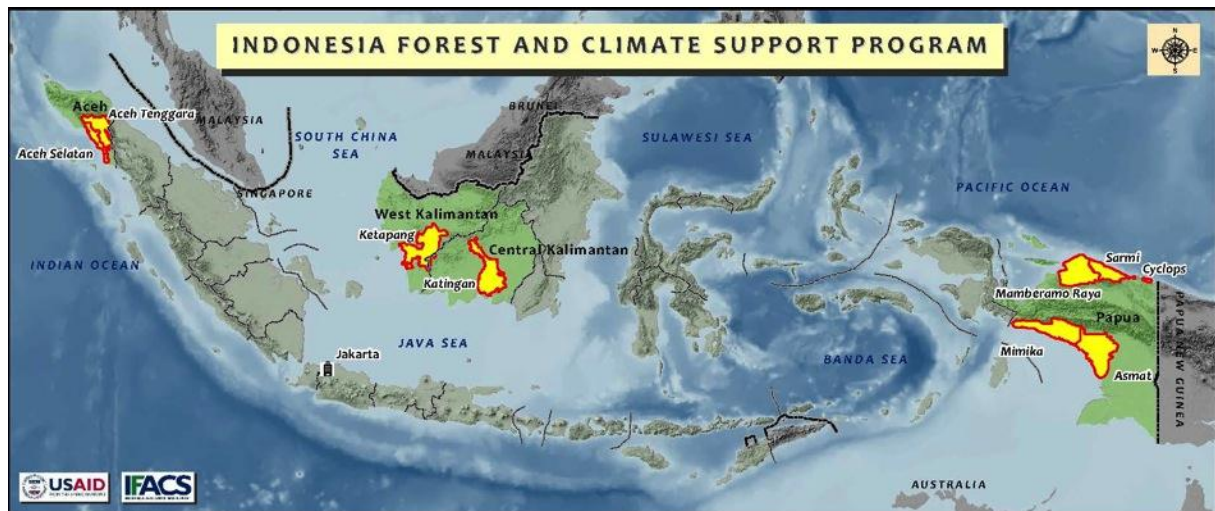 INDONESIA FOREST AND CLIMATE SUPPORT PROGRAM
W
E
S
Aceh
Aceh Tenggara
MALAYSIA
Aceh Selatan
SOUTH CHINA
SEA
SINGAPORE
BRUNEI
MALAYSIA
SULAWESI SEA
PACIFIC OCEAN
West Kalimantan
Ketapang
Central Kalimantan
Katingan
INDIAN OCEAN
Sarmi
Cyclops
Mamberamo Raya
Papua
JAVA SEA
Jakarta
BANDA SEA
Mimika
Asmat
PAPUA NEW GUINEA
AUSTRALIA
USAID
IFACS